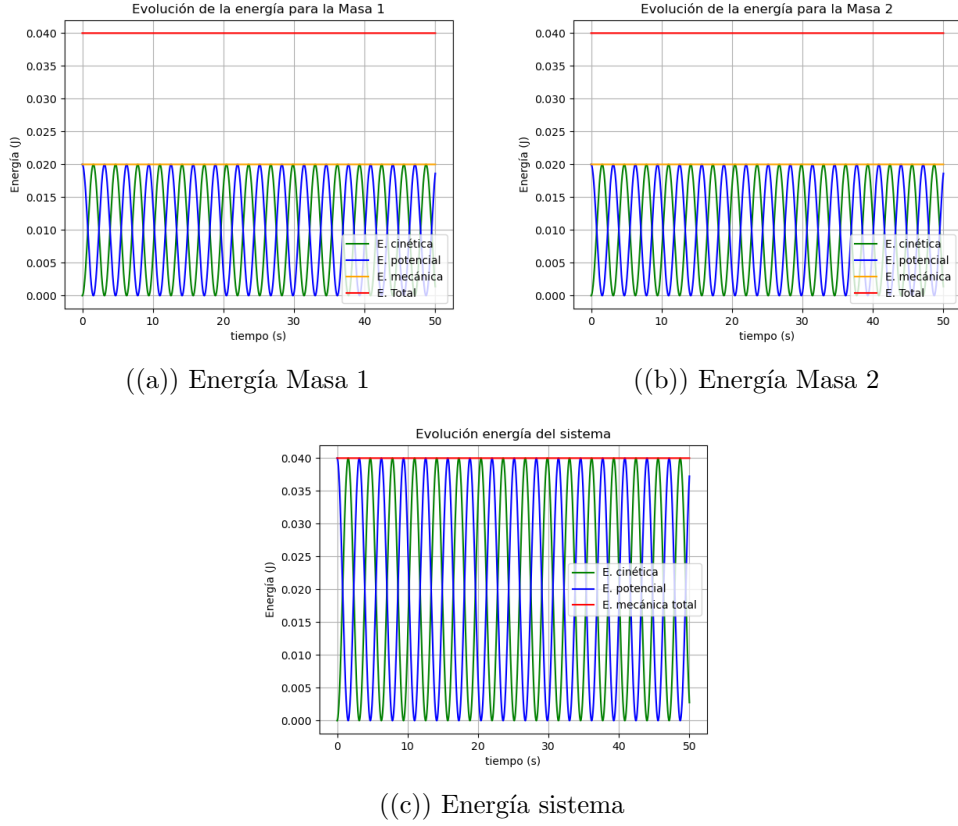 Evolución de la energía para la Masa 1
Energía (J)
0.040
0.035
0.030
0.025
0.020
0.015
0.010
0.005
0.000
E. cinética
E. potencial
E. mecánica
E. Total
0 10 20 30 40 50
tiempo (s)
((a)) Energía Masa 1
Evolución de la energía para la Masa 2
Energía (J)
0.040
0.035
0.030
0.025
0.020
0.015
0.010
0.005
0.000
E. cinética
E. potencial
E. mecánica
E. Total
0 10 20 30 40 50
tiempo (s)
((b)) Energía Masa 2
Evolución energía del sistema
Energía (J)
0.040
0.035
0.030
0.025
0.020
0.015
0.010
0.005
0.000
E. cinética
E. potencial
E. mecánica total
0 10 20 30 40 50
tiempo (s)
((c)) Energía sistema